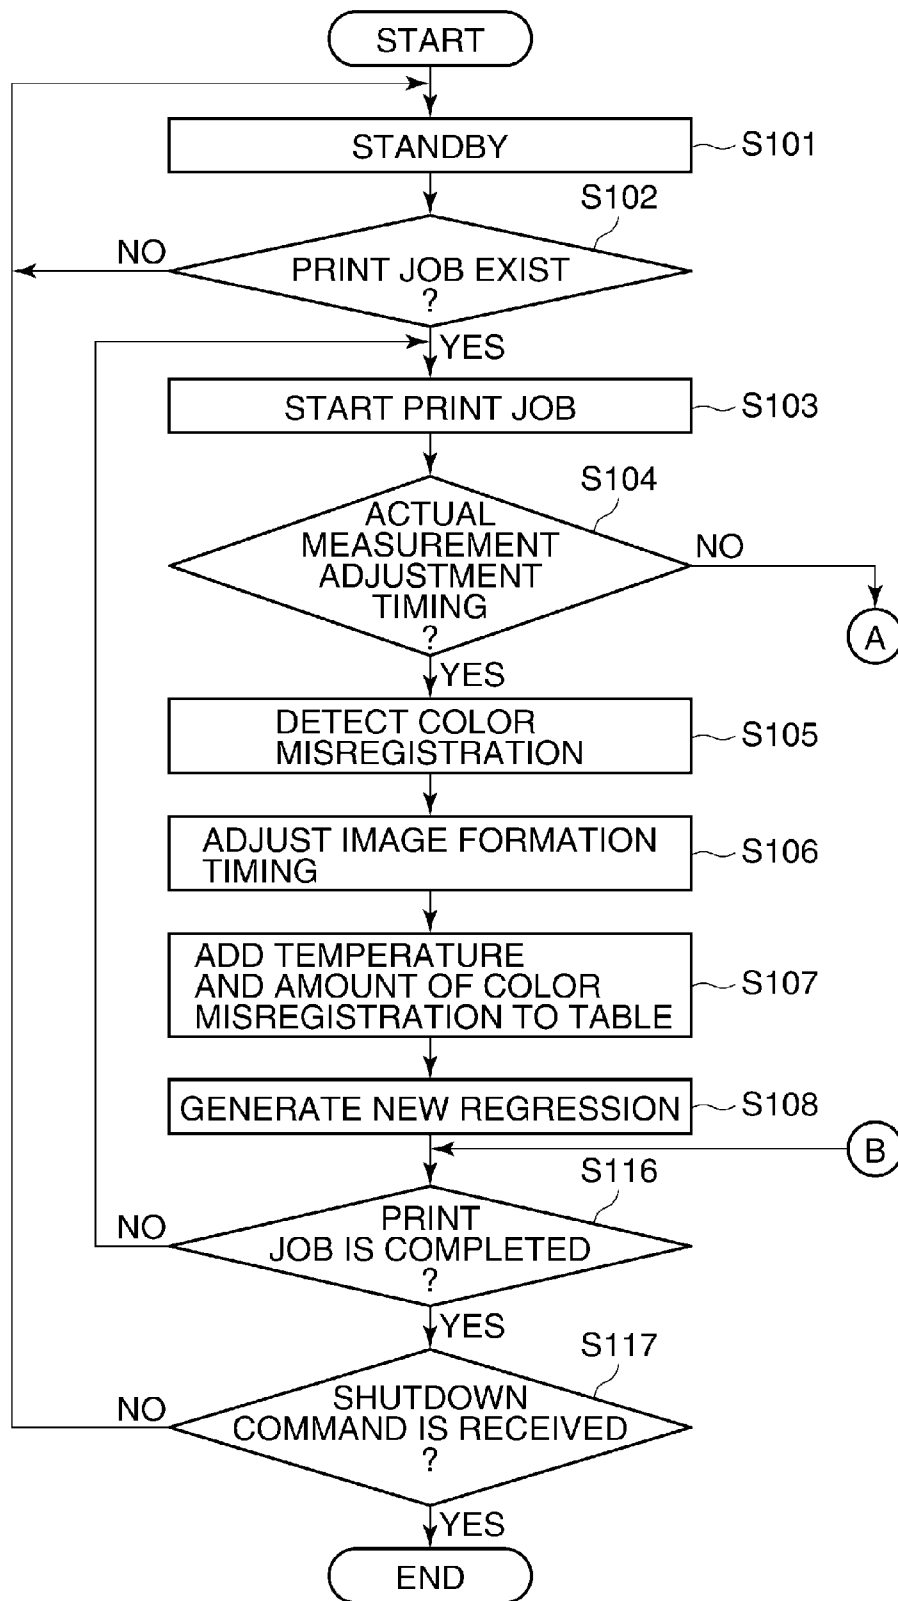 START
STANDBY
S101
S102
NO
PRINT JOB EXIST
?
YES
START PRINT JOB
S103
S104
ACTUAL
MEASUREMENT
ADJUSTMENT
TIMING
?
NO
A
YES
DETECT COLOR
MISREGISTRATION
S105
ADJUST IMAGE FORMATION
TIMING
S106
ADD TEMPERATURE
AND AMOUNT OF COLOR
MISREGISTRATION TO TABLE
S107
GENERATE NEW REGRESSION
S108
B
S116
PRINT
JOB IS COMPLETED
?
NO
YES
S117
SHUTDOWN
COMMAND IS RECEIVED
?
NO
YES
END